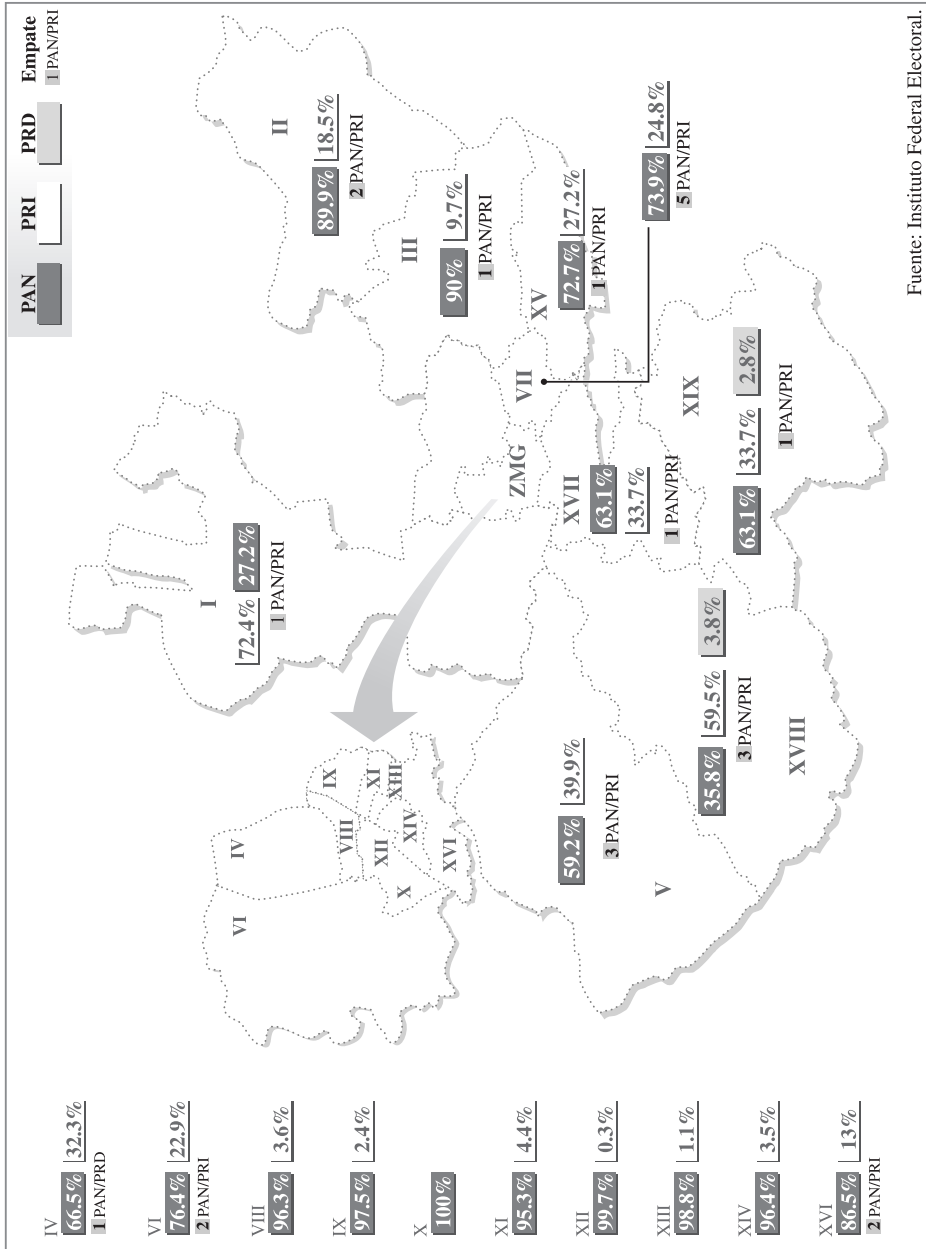 PAN PRI PRD Empate
1 PAN/PRI
IV
66.5% 32.3%
1 PAN/PRD
VI
76.4% 22.9%
2 PAN/PRI
VIII
96.3% 3.6%
IX
97.5% 2.4%
X
100%
XI
95.3% 4.4%
XII
99.7% 0.3%
XIII
98.8% 1.1%
XIV
96.4% 3.5%
XVI
86.5% 13%
2 PAN/PRI
VI
IV
VIII
IX
XII
XI
XIII
X
XIV
XVI
I
72.4% 27.2%
1 PAN/PRI
II
89.9% 18.5%
2 PAN/PRI
III
90% 9.7%
1 PAN/PRI
XV
72.7% 27.2%
1 PAN/PRI
VII
73.9% 24.8%
5 PAN/PRI
ZMG
XVII
63.1%
33.7%
1 PAN/PRI
59.2% 39.9%
3 PAN/PRI
V
35.8% 59.5% 3.8%
3 PAN/PRI
XVIII
XIX
63.1% 33.7% 2.8%
1 PAN/PRI
Fuente: Instituto Federal Electoral.